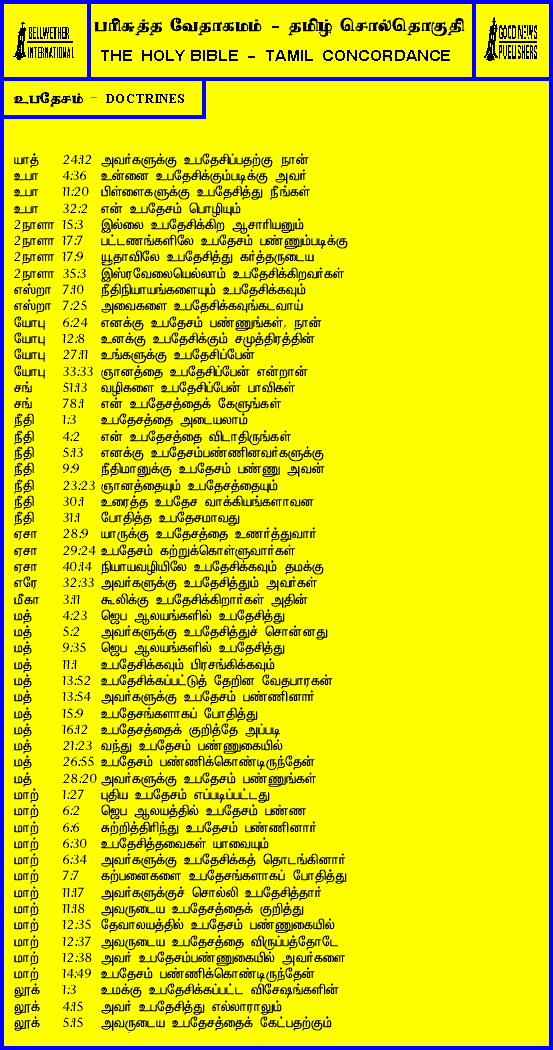 BELLWETHER
INTERNATIONAL
பரிசுத்த வேதாகமம் - தமிழ் சொல்தொகுதி
THE HOLY BIBLE - TAMIL CONCORDANCE
GOOD NEWS
PUBLISHERS
உபதேசம் - DOCTRINES
யாத் 24:12 அவர்களுக்கு உபதேசிப்பதற்கு நான்
உபா 4:36 உன்னை உபதேசிக்கும்படிக்கு அவர்
உபா 11:20 பிள்ளைகளுக்கு உபதேசித்து நீங்கள்
உபா 32:2 என் உபதேசம் பொழியும்
2நாளா 15:3 இல்லை உபதேசிக்கிற ஆசாரியனும்
2நாளா 17:7 பட்டணங்களிலே உபதேசம் பண்ணும்படிக்கு
2நாளா 17:9 யூதாவிலே உபதேசித்து கர்த்தருடைய
2நாளா 35:3 இஸ்ரவேலையெல்லாம் உபதேசிக்கிறவர்கள்
எஸ்றா 7:10 நீதிநியாயங்களையும் உபதேசிக்கவும்
எஸ்றா 7:25 அவைகளை உபதேசிக்கவுங்கடவாய்
யோபு 6:24 எனக்கு உபதேசம் பண்ணுங்கள், நான்
யோபு 12:8 உனக்கு உபதேசிக்கும் சமுத்திரத்தின்
யோபு 27:11 உங்களுக்கு உபதேசிப்பேன்
யோபு 33:33 ஞானத்தை உபதேசிப்பேன் என்றான்
சங் 51:13 வழிகளை உபதேசிப்பேன் பாவிகள்
சங் 78:1 என் உபதேசத்தைக் கேளுங்கள்
நீதி 1:3 உபதேசத்தை அடையலாம்
நீதி 4:2 என் உபதேசத்தை விடாதிருங்கள்
நீதி 5:13 எனக்கு உபதேசம்பண்ணினவர்களுக்கு
நீதி 9:9 நீதிமானுக்கு உபதேசம் பண்ணு அவன்
நீதி 23:23 ஞானத்தையும் உபதேசத்தையும்
நீதி 30:1 உரைத்த உபதேச வாக்கியங்களாவன
நீதி 31:1 போதித்த உபதேசமாவது
ஏசா 28:9 யாருக்கு உபதேசத்தை உணர்த்துவார்
ஏசா 29:24 உபதேசம் கற்றுக்கொள்ளுவார்கள்
ஏசா 40:14 நியாயவழியிலே உபதேசிக்கவும் தமக்கு
எரே 32:33 அவர்களுக்கு உபதேசித்தும் அவர்கள்
மீகா 3:11 கூலிக்கு உபதேசிக்கிறார்கள் அதின்
மத் 4:23 ஜெப ஆலயங்களில் உபதேசித்து
மத் 5:2 அவர்களுக்கு உபதேசித்துச் சொன்னது
மத் 9:35 ஜெப ஆலயங்களில் உபதேசித்து
மத் 11:1 உபதேசிக்கவும் பிரசங்கிக்கவும்
மத் 13:52 உபதேசிக்கப்பட்டுத் தேறின வேதபாரகன்
மத் 13:54 அவர்களுக்கு உபதேசம் பண்ணினார்
மத் 15:9 உபதேசங்களாகப் போதித்து
மத் 16:12 உபதேசத்தைக் குறித்தே அப்படி
மத் 21:23 வந்து உபதேசம் பண்ணுகையில்
மத் 26:55 உபதேசம் பண்ணிக்கொண்டிருந்தேன்
மத் 28:20 அவர்களுக்கு உபதேசம் பண்ணுங்கள்
மாற் 1:27 புதிய உபதேசம் எப்படிப்பட்டது
மாற் 6:2 ஜெப ஆலயத்தில் உபதேசம் பண்ண
மாற் 6:6 சுற்றித்திரிந்து உபதேசம் பண்ணினார்
மாற் 6:30 உபதேசித்தவைகள் யாவையும்
மாற் 6:34 அவர்களுக்கு உபதேசிக்கத் தொடங்கினார்
மாற் 7:7 கற்பனைகளை உபதேசங்களாகப் போதித்து
மாற் 11:17 அவர்களுக்குச் சொல்லி உபதேசித்தார்
மாற் 11:18 அவருடைய உபதேசத்தைக் குறித்து
மாற் 12:35 தேவாலயத்தில் உபதேசம் பண்ணுகையில்
மாற் 12:37 அவருடைய உபதேசத்தை விருப்பத்தோடே
மாற் 12:38 அவர் உபதேசம்பண்ணுகையில் அவர்களை
மாற் 14:49 உபதேசம் பண்ணிக்கொண்டிருந்தேன்
லூக் 1:3 உமக்கு உபதேசிக்கப்பட்ட விசேஷங்களின்
லூக் 4:15 அவர் உபதேசித்து எல்லாராலும்
லூக் 5:15 அவருடைய உபதேசத்தைக் கேட்பதற்கும்